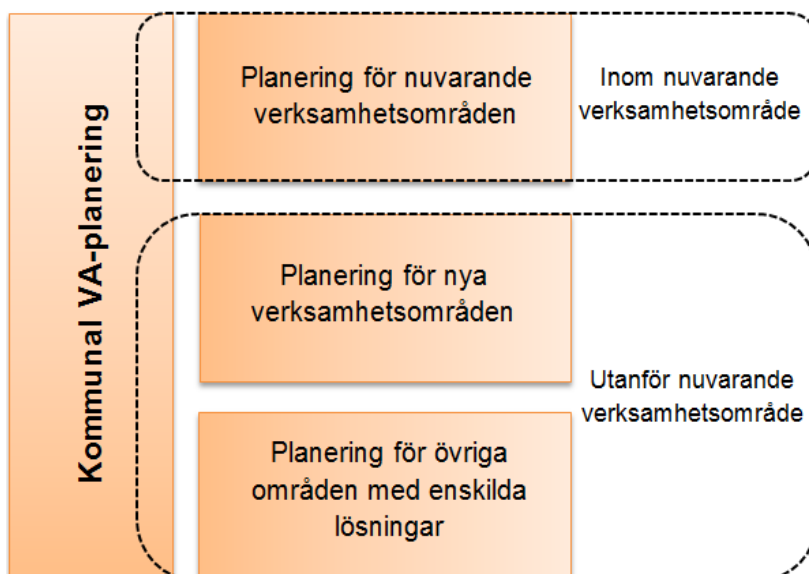 Kommunal VA-planering
Planering för nuvarande
verksamhetsområden
Inom nuvarande
verksamhetsområde
Planering för nya
verksamhetsområden
Planering för övriga
områden med enskilda
lösningar
Utanför nuvarande
verksamhetsområde